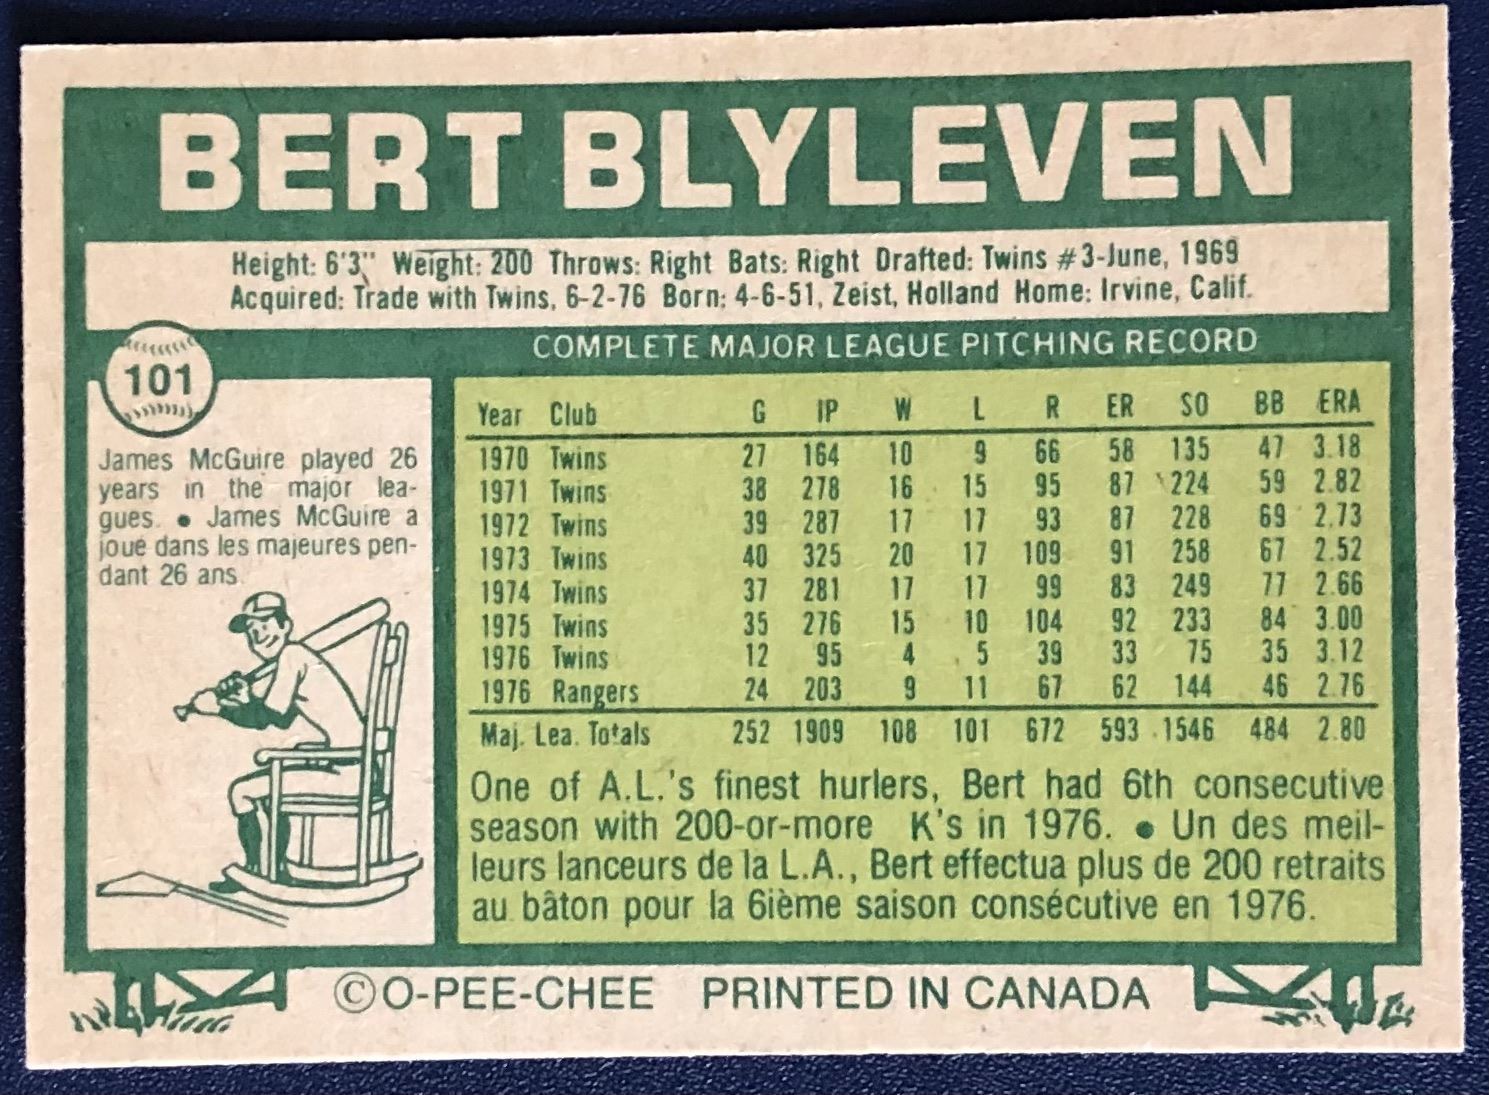 BERT BLYLEVEN
Height: 6'3" Weight: 200 Throws: Right Bats: Right Drafted: Twins #3-June, 1969
Acquired: Trade with Twins, 6-2-76 Born: 4-6-51, Zeist, Holland Home: Irvine, Calif.
101
James McGuire played 26
years in the major lea-
gues. • James McGuire a
joué dans les majeures pen-
dant 26 ans.
COMPLETE MAJOR LEAGUE PITCHING RECORD
Year Club G IP W L R ER SO BB ERA
1970 Twins 27 164 10 9 66 58 135 47 3.18
1971 Twins 38 278 16 15 95 87 224 59 2.82
1972 Twins 39 287 17 17 93 87 228 69 2.73
1973 Twins 40 325 20 17 109 91 258 67 2.52
1974 Twins 37 281 17 17 99 83 249 77 2.66
1975 Twins 35 276 15 10 104 92 233 84 3.00
1976 Twins 12 95 4 5 39 33 75 35 3.12
1976 Rangers 24 203 9 11 67 62 144 46 2.76
Maj. Lea. Totals 252 1909 108 101 672 593 1546 484 2.80
One of A.L.'s finest hurlers, Bert had 6th consecutive
season with 200-or-more K's in 1976. • Un des meil-
leurs lanceurs de la L.A., Bert effectua plus de 200 retraits
au bâton pour la 6ième saison consécutive en 1976.
©O-PEE-CHEE PRINTED IN CANADA